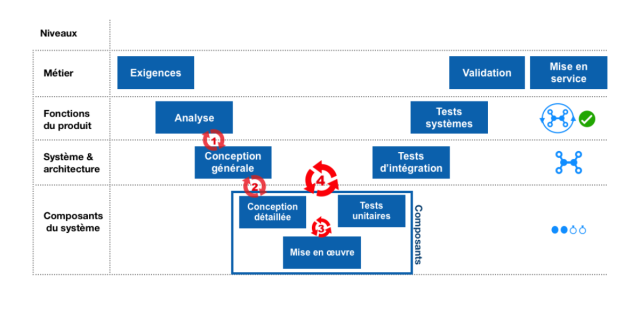 Niveaux
Métier
Exigences
Validation
Mise en
service
Fonctions
du produit
Analyse
Tests
systèmes
1
Système &
architecture
Conception
générale
Tests
d'intégration
2
4
Composants
du système
Conception
détaillée
3
Tests
unitaires
Mise en œuvre
Composants